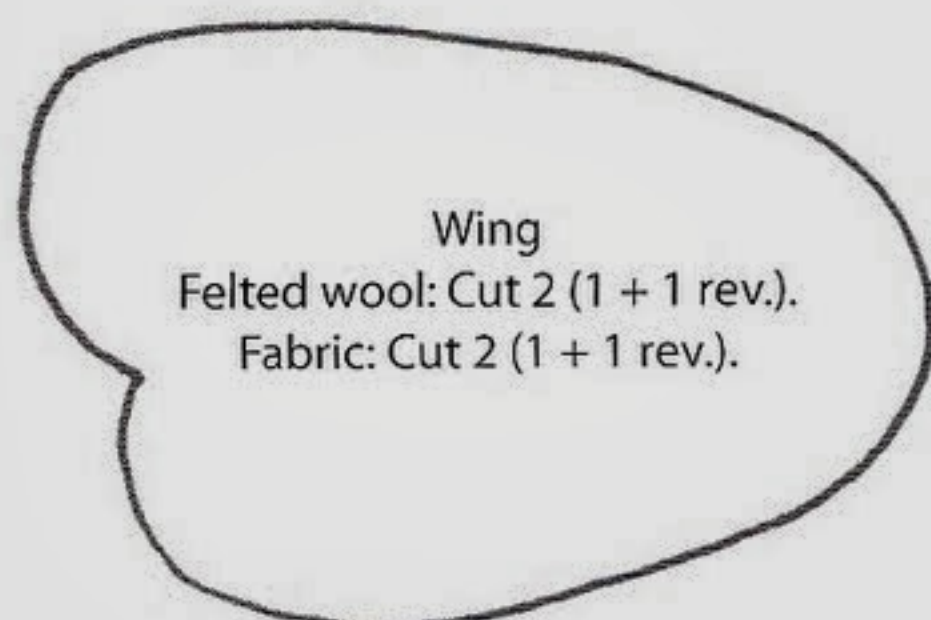 Wing
Felted wool: Cut 2 (1 + 1 rev.).
Fabric: Cut 2 (1 + 1 rev.).